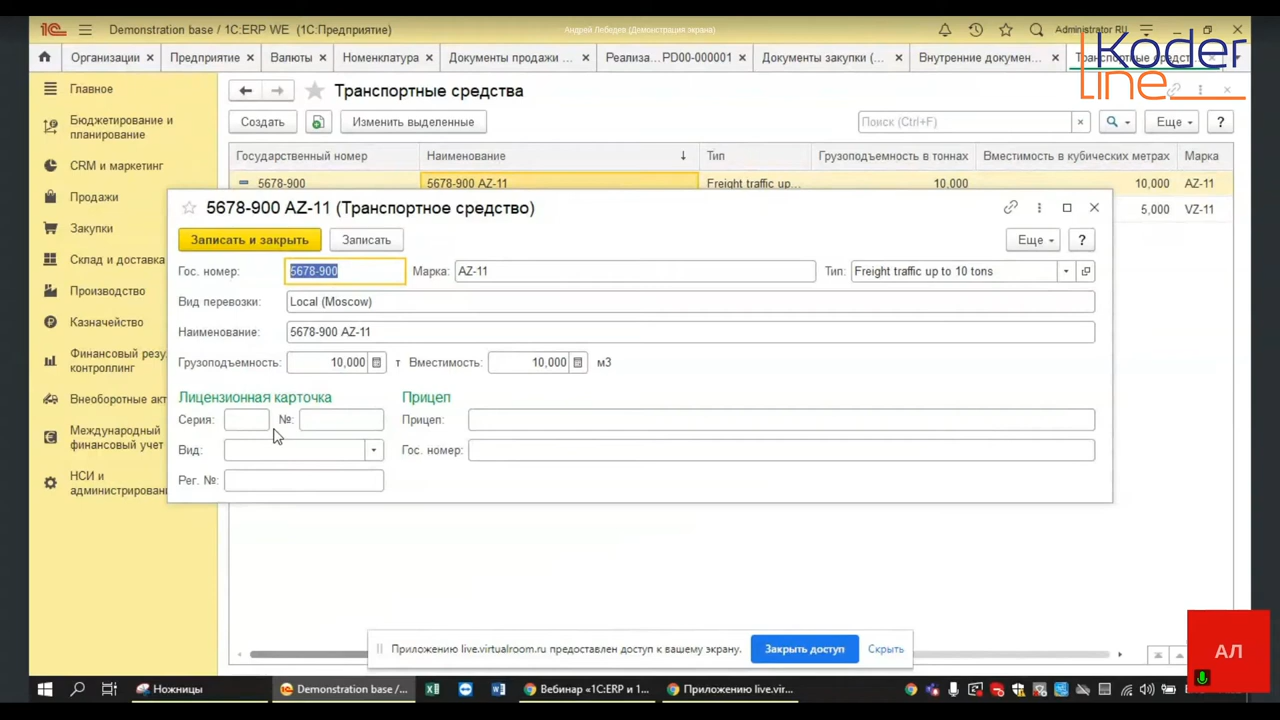 Demonstration base / 1C:ERP WE (1С:Предприятие)
Андрей Лебедев (Демонстрация экрана)
Administrator RU
Koder line
Организации
Предприятие
Валюты
Номенклатура
Документы продажи ...
Реализа...PD00-000001
Документы закупки (...
Внутренние докумен...
Транспортные средст...
Главное
Бюджетирование и
планирование
CRM и маркетинг
Продажи
Закупки
Склад и доставка
Производство
Казначейство
Финансовый резу
контроллинг
Внеоборотные акт
Международный
финансовый учет
НСИ и
администрирован
Транспортные средства
Создать
Изменить выделенные
Поиск (Ctrl+F)
Еще
?
Государственный номер
Наименование
Тип
Грузоподъемность в тоннах
Вместимость в кубических метрах
Марка
5678-900
5678-900 AZ-11
Freight traffic up...
10,000
10,000
AZ-11
5,000
VZ-11
5678-900 AZ-11 (Транспортное средство)
Записать и закрыть
Записать
Еще
?
Гос. номер:
5678-900
Марка:
AZ-11
Тип:
Freight traffic up to 10 tons
Вид перевозки:
Local (Moscow)
Наименование:
5678-900 AZ-11
Грузоподъемность:
10,000
т
Вместимость:
10,000
м3
Лицензионная карточка
Прицеп
Серия:
№:
Прицеп:
Вид:
Гос. номер:
Рег. №:
Приложению live.virtualroom.ru предоставлен доступ к вашему экрану.
Закрыть доступ
Скрыть
АЛ
Ножницы
Demonstration base /...
Вебинар «1С:ERP и 1...
Приложению live.vir...